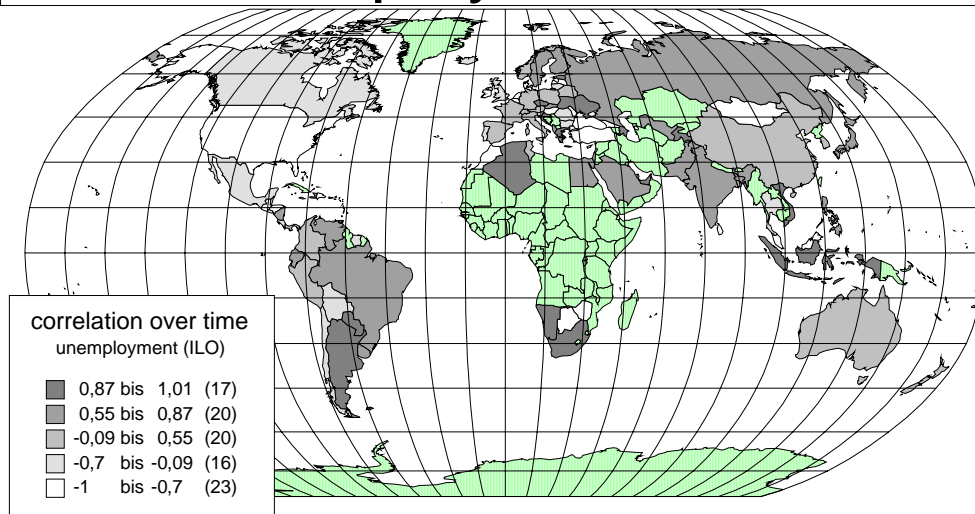 correlation over time
unemployment (ILO)
0,87 bis 1,01 (17)
0,55 bis 0,87 (20)
-0,09 bis 0,55 (20)
-0,7 bis -0,09 (16)
-1 bis -0,7 (23)